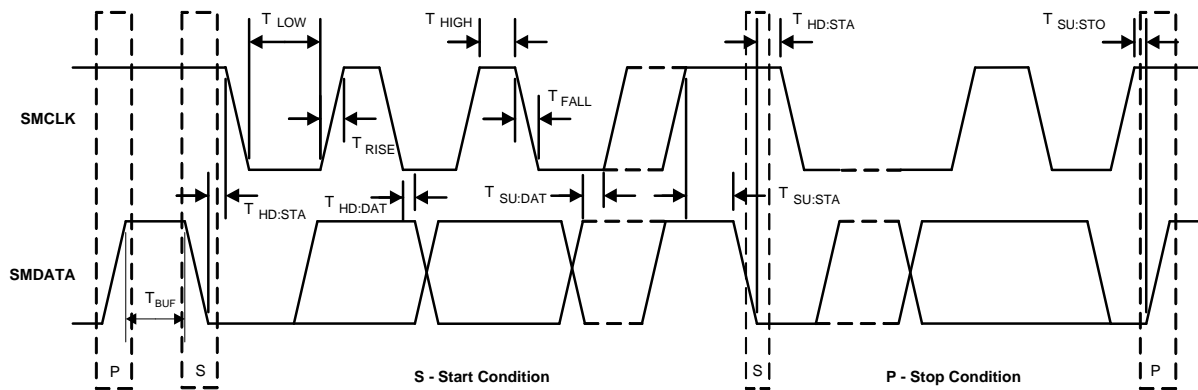 T LOW
T HIGH
T HD:STA
T SU:STO
SMCLK
T FALL
T RISE
T HD:STA
T HD:DAT
T SU:DAT
T SU:STA
SMDATA
T BUF
P
S
S - Start Condition
S
P - Stop Condition
P